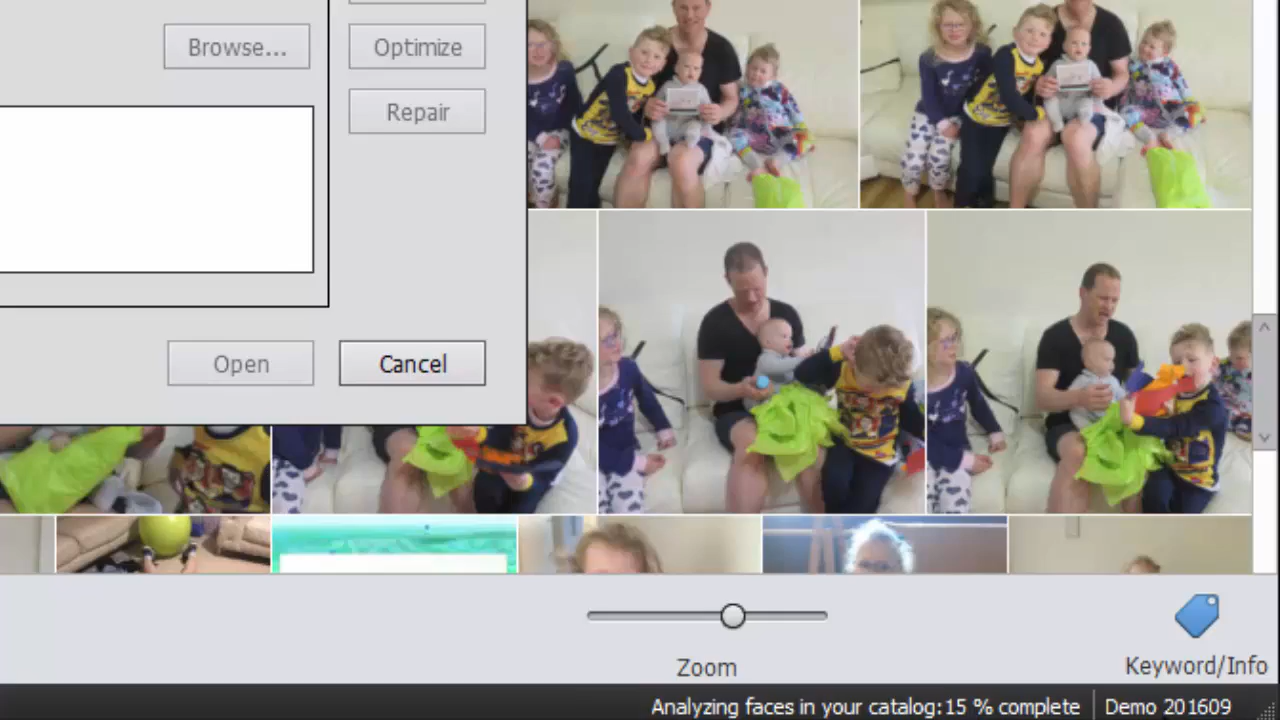 Browse...
Optimize
Repair
Open
Cancel
Zoom
Keyword/Info
Analyzing faces in your catalog: 15 % complete
Demo 201609